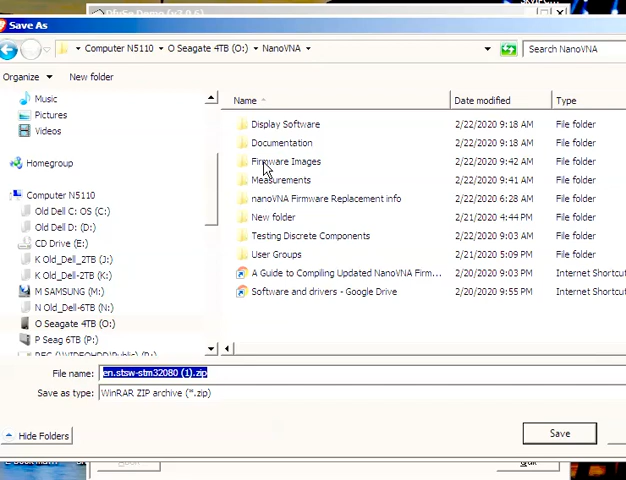 DfuSe Demo (v3.0.6)
Save As
Computer N5110 O Seagate 4TB (O:) NanoVNA Search NanoVNA
Organize New folder
Music
Pictures
Videos
Homegroup
Computer N5110
Old Dell C: OS (C:)
Old Dell D: (D:)
CD Drive (E:)
K Old_Dell_2TB (J:)
K Old_Dell-2TB (K:)
M SAMSUNG (M:)
N Old_Dell-6TB (N:)
O Seagate 4TB (O:)
P Seag 6TB (P:)
Name Date modified Type
Display Software 2/22/2020 9:18 AM File folder
Documentation 2/22/2020 9:18 AM File folder
Firmware Images 2/22/2020 9:42 AM File folder
Measurements 2/22/2020 9:41 AM File folder
nanoVNA Firmware Replacement info 2/22/2020 6:28 AM File folder
New folder 2/21/2020 4:44 PM File folder
Testing Discrete Components 2/22/2020 9:03 AM File folder
User Groups 2/21/2020 5:09 PM File folder
A Guide to Compiling Updated NanoVNA Firm... 2/20/2020 9:03 PM Internet Shortcu
Software and drivers - Google Drive 2/20/2020 9:55 PM Internet Shortcu
File name: en.stsw-stm32080 (1).zip
Save as type: WinRAR ZIP archive (*.zip)
Hide Folders Save
Quit